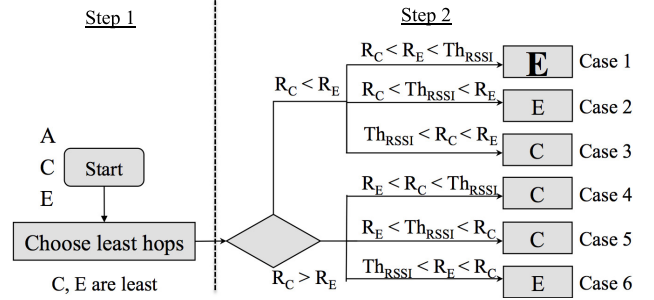 Step 1
Step 2
A
C
E
Start
Choose least hops
C, E are least
R_C < R_E
R_C > R_E
R_C < R_E < Th_RSSI
E
Case 1
R_C < Th_RSSI < R_E
E
Case 2
Th_RSSI < R_C < R_E
C
Case 3
R_E < R_C < Th_RSSI
C
Case 4
R_E < Th_RSSI < R_C
C
Case 5
Th_RSSI < R_E < R_C
E
Case 6